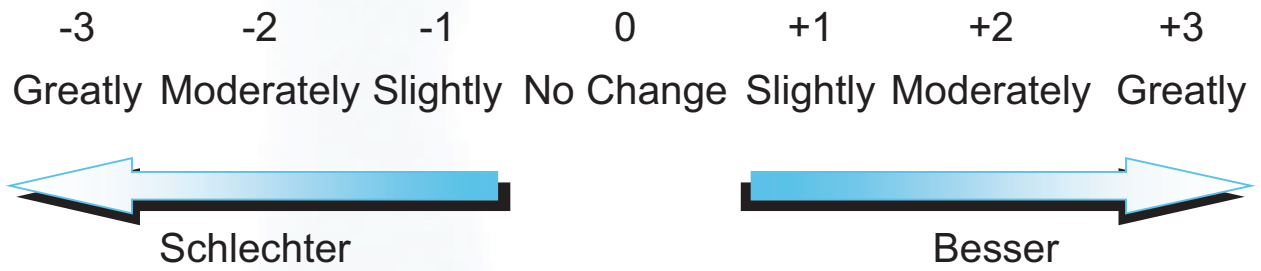 -3 -2 -1 0 +1 +2 +3
Greatly Moderately Slightly No Change Slightly Moderately Greatly
Schlechter Besser